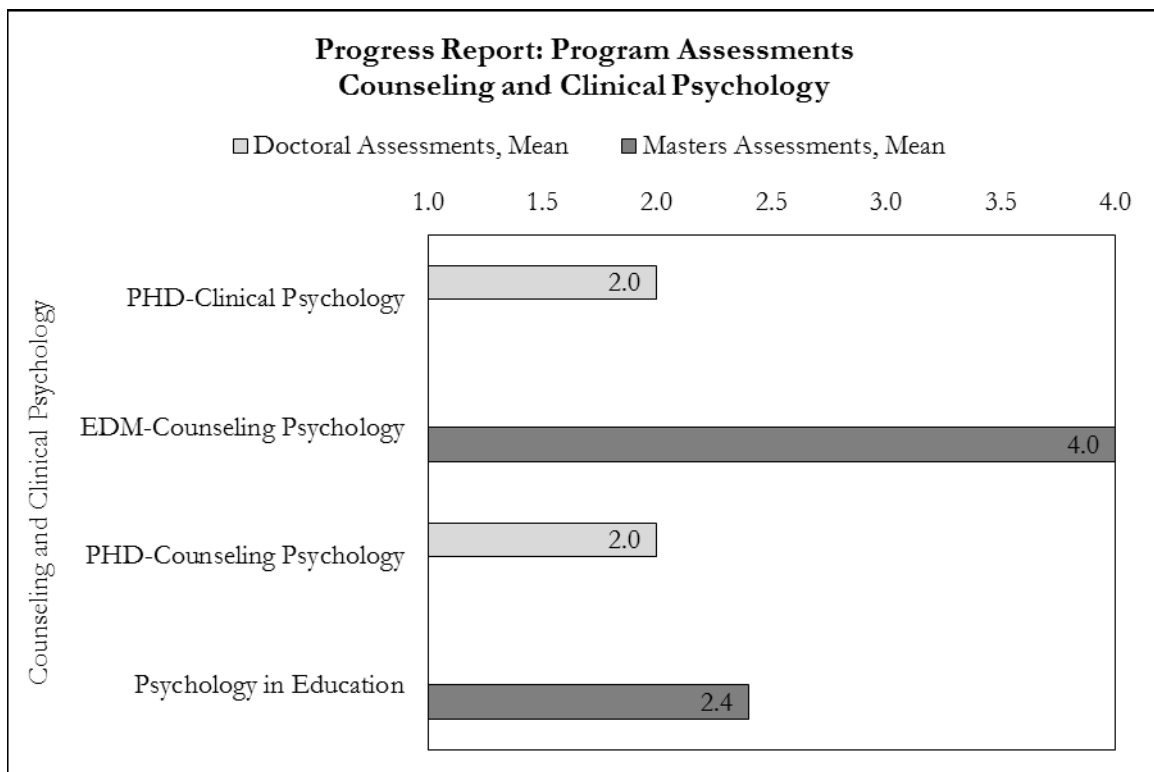 Progress Report: Program Assessments
Counseling and Clinical Psychology
Doctoral Assessments, Mean Masters Assessments, Mean
1.0 1.5 2.0 2.5 3.0 3.5 4.0
Counseling and Clinical Psychology
PHD-Clinical Psychology 2.0
EDM-Counseling Psychology 4.0
PHD-Counseling Psychology 2.0
Psychology in Education 2.4